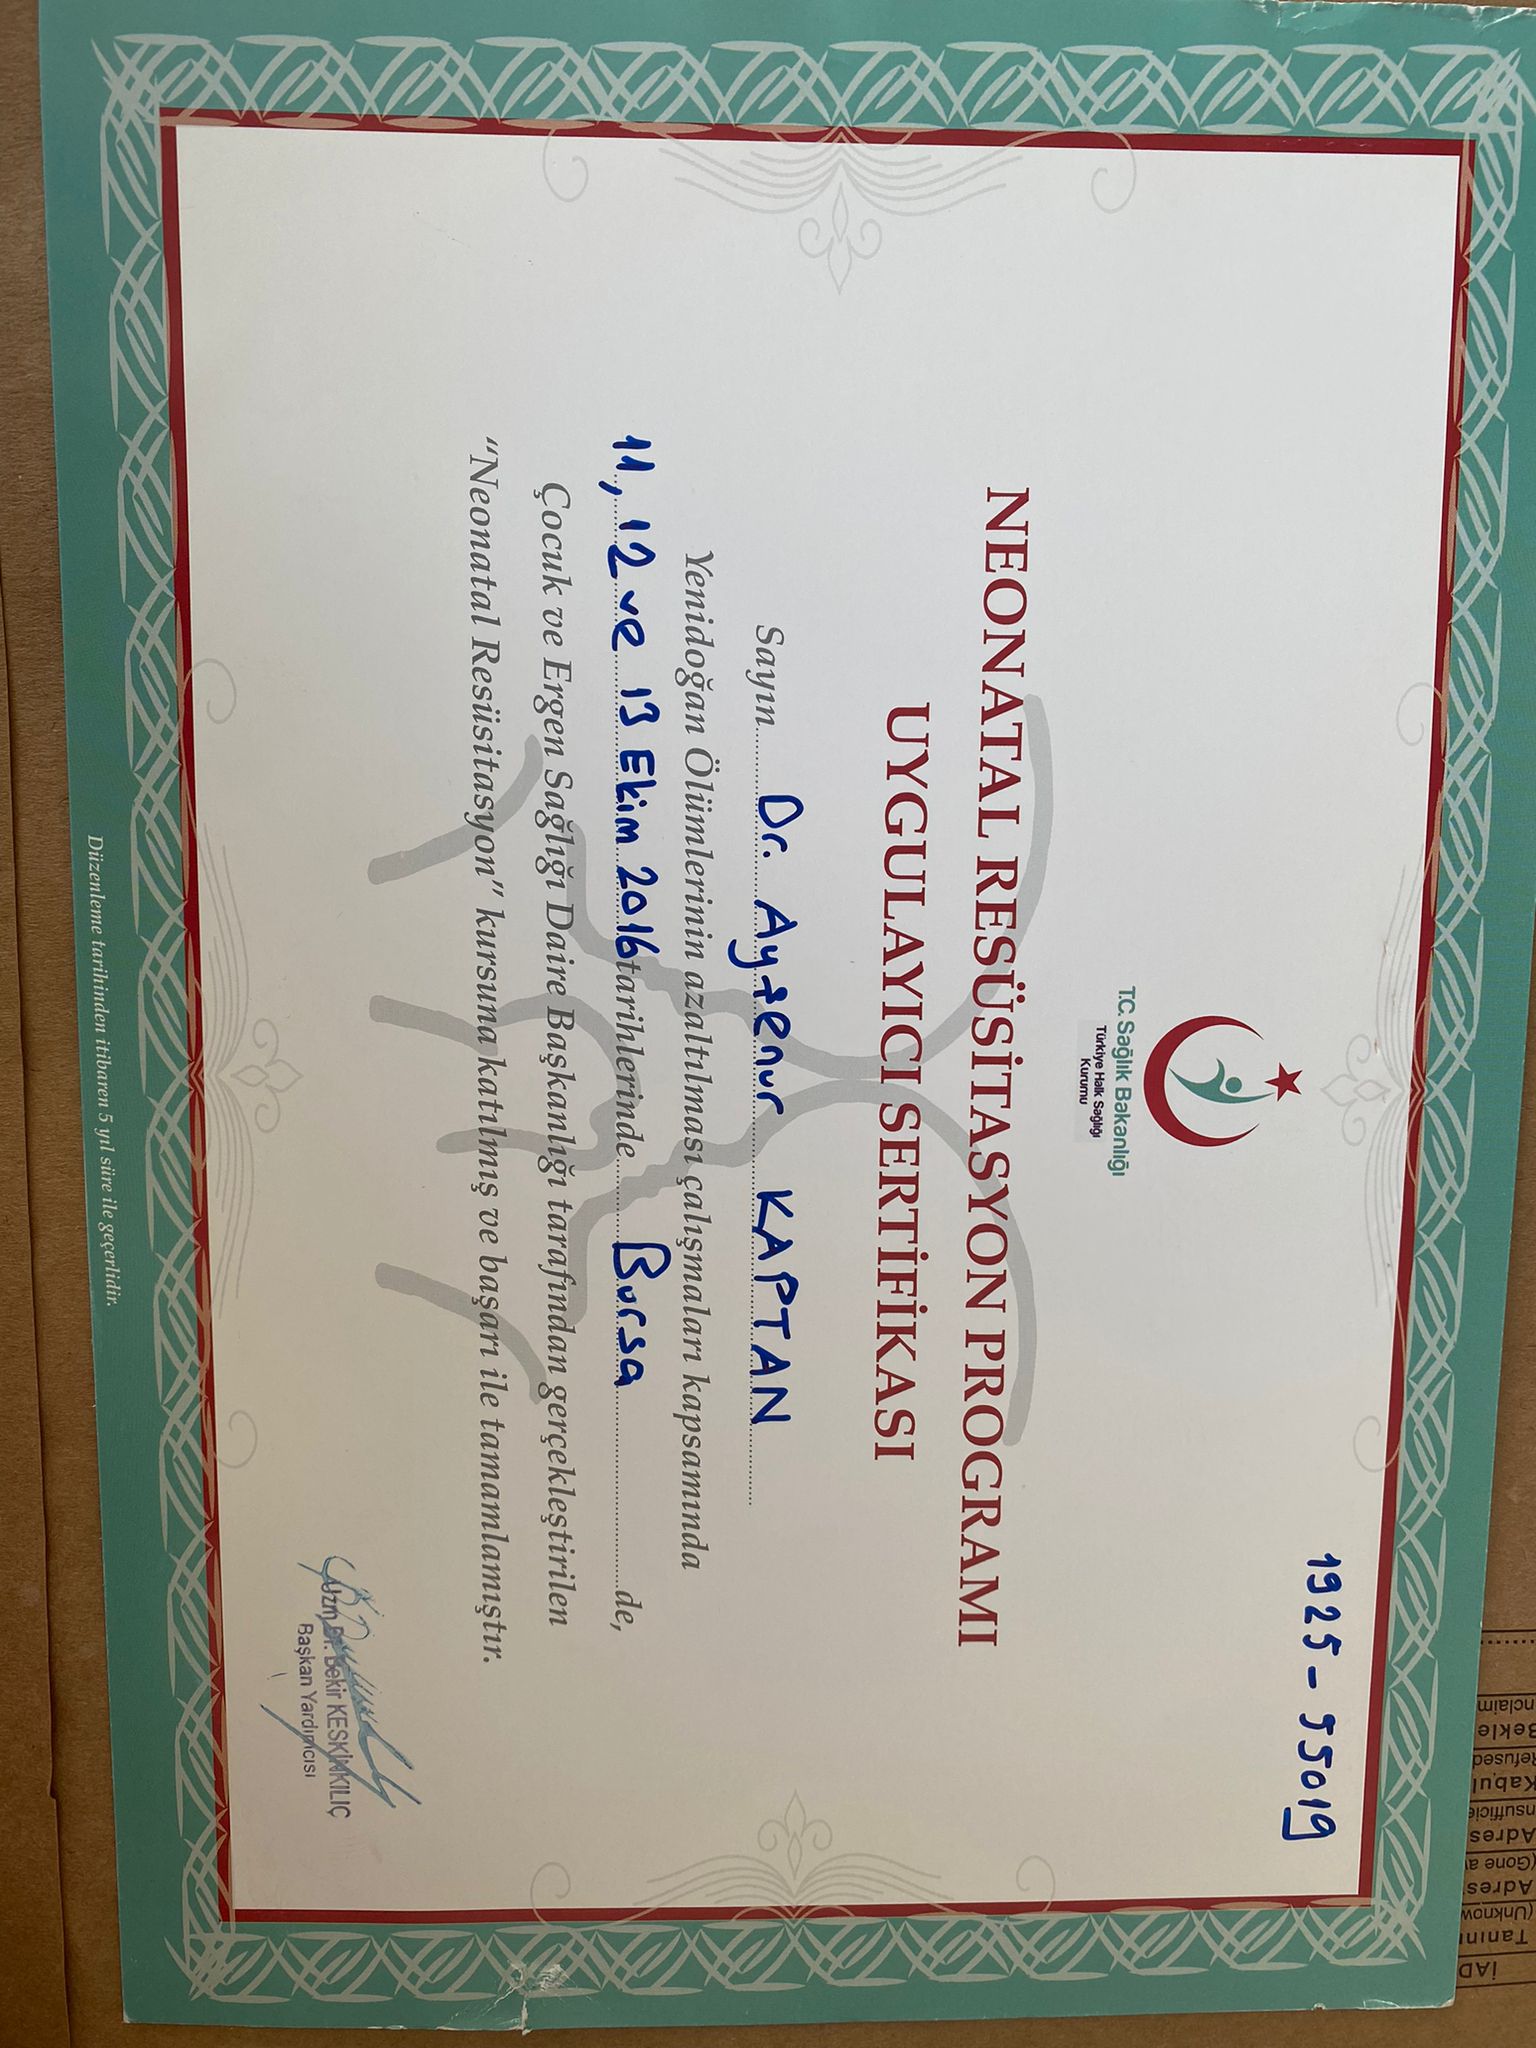 1925-55019
T.C. Sağlık Bakanlığı
Türkiye Halk Sağlığı
Kurumu
NEONATAL RESÜSİTASYON PROGRAMI
UYGULAYICI SERTİFİKASI
Sayın Dr. Ayşenur KAPTAN
Yenidoğan Ölümlerinin azaltılması çalışmaları kapsamında
11, 12 ve 13 Ekim 2016 tarihlerinde Bursa de,
Çocuk ve Ergen Sağlığı Daire Başkanlığı tarafından gerçekleştirilen
“Neonatal Resüsitasyon” kursuna katılmış ve başarı ile tamamlamıştır.
Uzm. Dr. Bekir KESKİNKILIÇ
Başkan Yardımcısı
Düzenleme tarihinden itibaren 5 yıl süre ile geçerlidir.
İAD